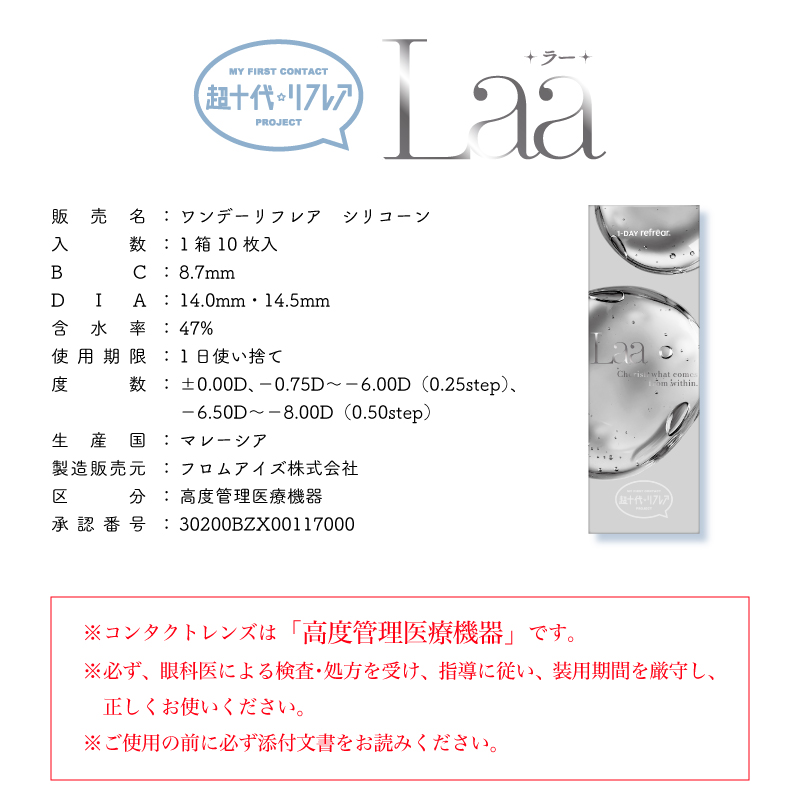 MY FIRST CONTACT
超十代☆リフレア
PROJECT
ラー
Laa
販売名：ワンデーリフレア　シリコーン
入数：1箱10枚入
BC：8.7mm
DIA：14.0mm・14.5mm
含水率：47%
使用期限：1日使い捨て
度数：±0.00D、－0.75D～－6.00D（0.25step）、
－6.50D～－8.00D（0.50step）
生産国：マレーシア
製造販売元：フロムアイズ株式会社
区分：高度管理医療機器
承認番号：30200BZX00117000
1-DAY refrear.
Laa
what comes
from within.
超十代☆リフレア
PROJECT
※コンタクトレンズは「高度管理医療機器」です。
※必ず、眼科医による検査・処方を受け、指導に従い、装用期間を厳守し、
正しくお使いください。
※ご使用の前に必ず添付文書をお読みください。